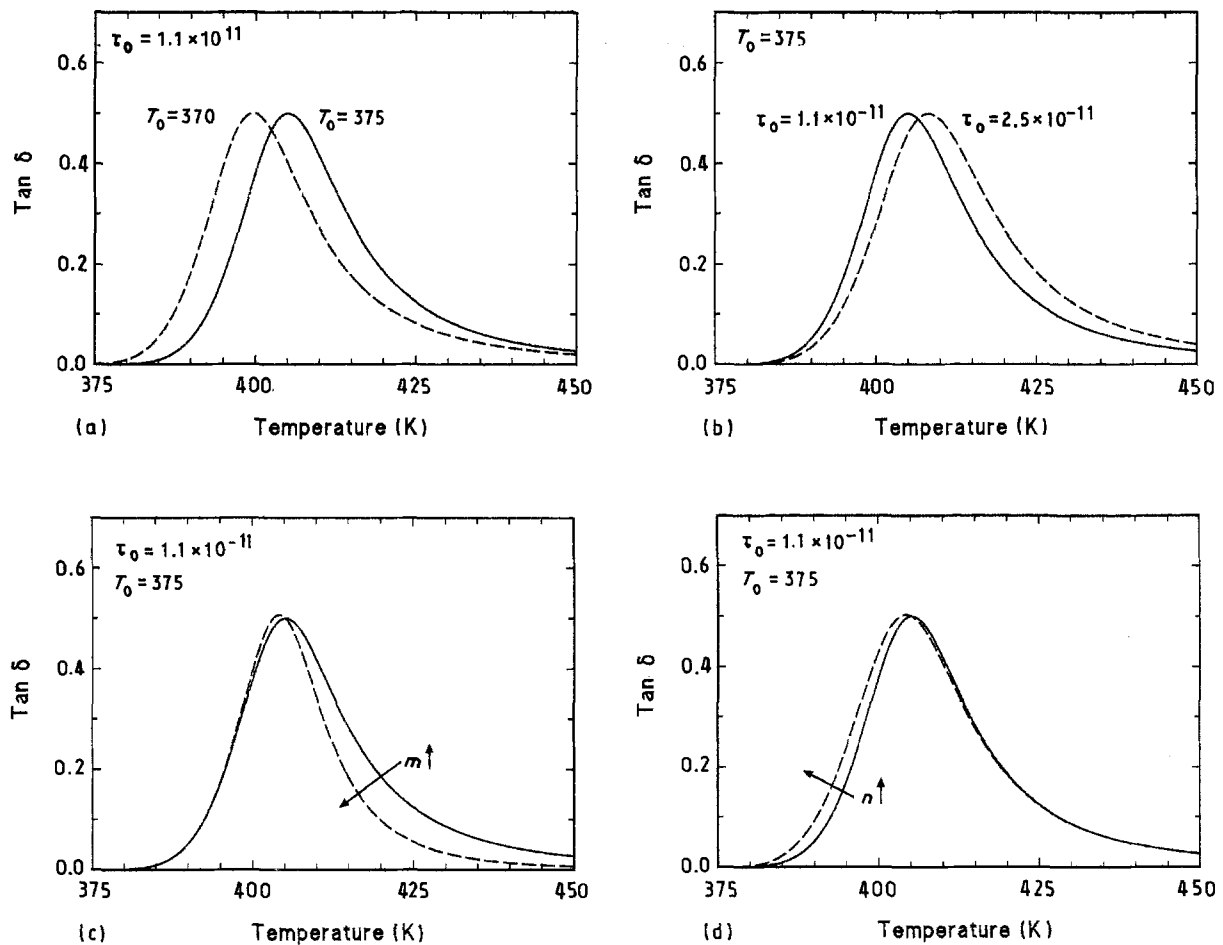 τ₀ = 1.1 × 10¹¹
T₀ = 370
T₀ = 375
0.6
0.4
0.2
0.0
Tan δ
375
400
425
450
(a)
Temperature (K)
T₀ = 375
τ₀ = 1.1 × 10⁻¹¹
τ₀ = 2.5 × 10⁻¹¹
0.6
0.4
0.2
0.0
Tan δ
375
400
425
450
(b)
Temperature (K)
τ₀ = 1.1 × 10⁻¹¹
T₀ = 375
m↑
0.6
0.4
0.2
0.0
Tan δ
375
400
425
450
(c)
Temperature (K)
τ₀ = 1.1 × 10⁻¹¹
T₀ = 375
n↑
0.6
0.4
0.2
0.0
Tan δ
375
400
425
450
(d)
Temperature (K)